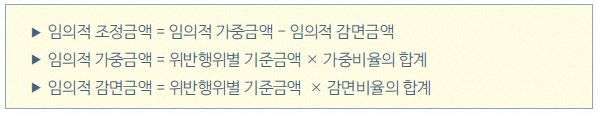 ▶ 임의적 조정금액 = 임의적 가중금액 - 임의적 감면금액
▶ 임의적 가중금액 = 위반행위별 기준금액 × 가중비율의 합계
▶ 임의적 감면금액 = 위반행위별 기준금액 × 감면비율의 합계